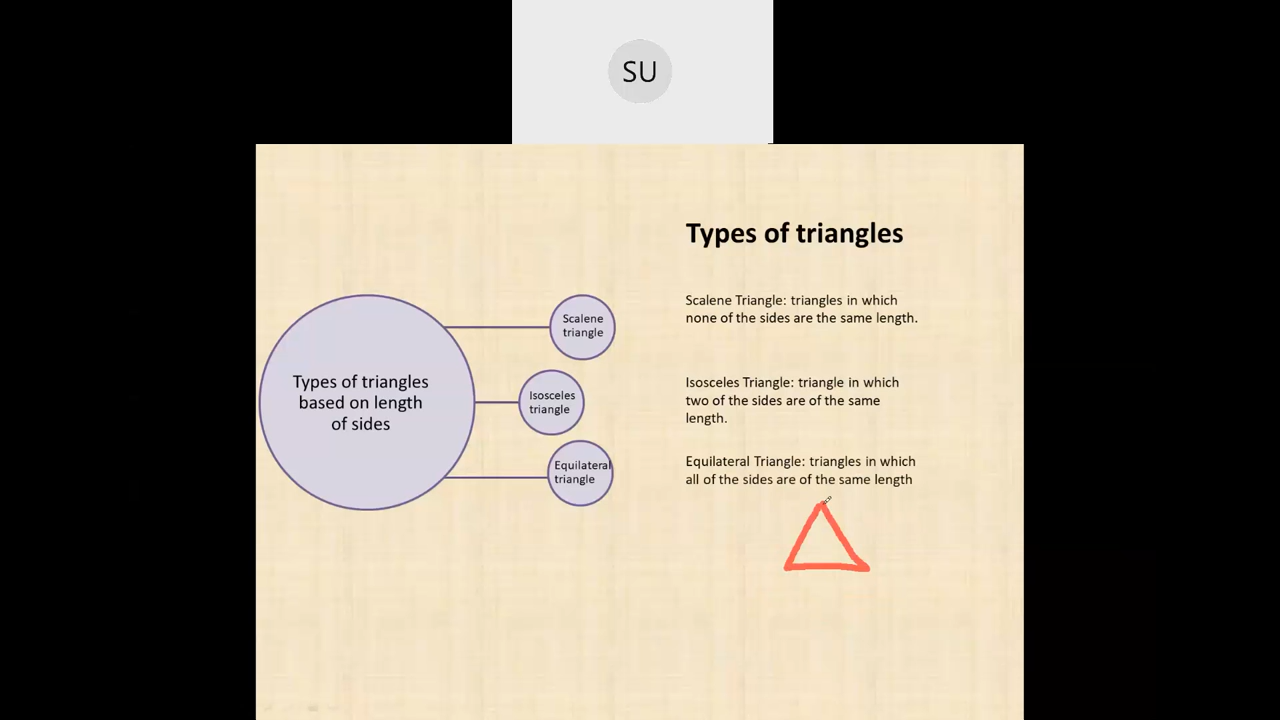 SU
Types of triangles
Scalene Triangle: triangles in which
none of the sides are the same length.
Isosceles Triangle: triangle in which
two of the sides are of the same
length.
Equilateral Triangle: triangles in which
all of the sides are of the same length
Types of triangles
based on length
of sides
Scalene
triangle
Isosceles
triangle
Equilateral
triangle